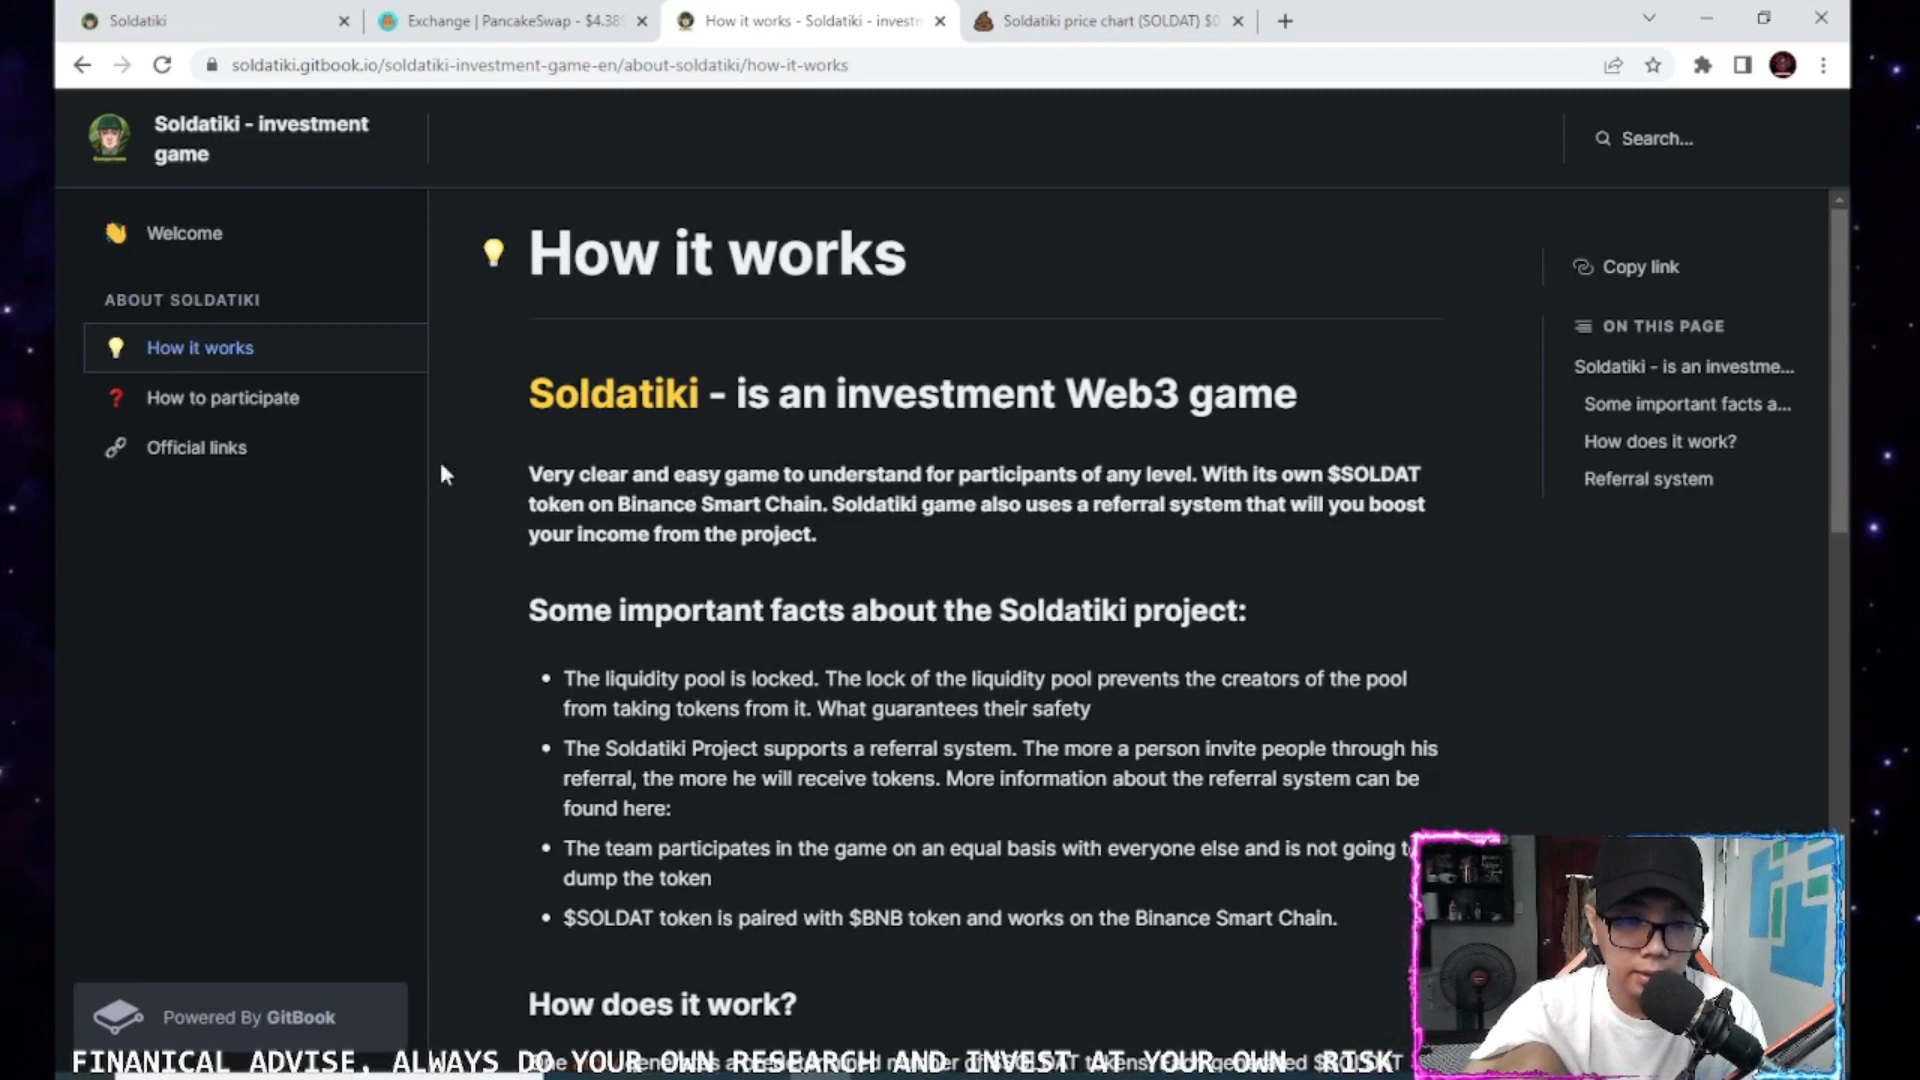 Soldatiki
Exchange | PancakeSwap - $4.389
How it works - Soldatiki - investm
Soldatiki price chart (SOLDAT) $0
soldatiki.gitbook.io/soldatiki-investment-game-en/about-soldatiki/how-it-works
Soldatiki - investment
game
Search...
Welcome
ABOUT SOLDATIKI
How it works
How to participate
Official links
Powered By GitBook
How it works
Soldatiki - is an investment Web3 game
Very clear and easy game to understand for participants of any level. With its own $SOLDAT
token on Binance Smart Chain. Soldatiki game also uses a referral system that will you boost
your income from the project.
Some important facts about the Soldatiki project:
• The liquidity pool is locked. The lock of the liquidity pool prevents the creators of the pool
from taking tokens from it. What guarantees their safety
• The Soldatiki Project supports a referral system. The more a person invite people through his
referral, the more he will receive tokens. More information about the referral system can be
found here:
• The team participates in the game on an equal basis with everyone else and is not going to
dump the token
• $SOLDAT token is paired with $BNB token and works on the Binance Smart Chain.
How does it work?
Copy link
ON THIS PAGE
Soldatiki - is an investme...
Some important facts a...
How does it work?
Referral system
FINANICAL ADVISE, ALWAYS DO YOUR OWN RESEARCH AND INVEST AT YOUR OWN RISK